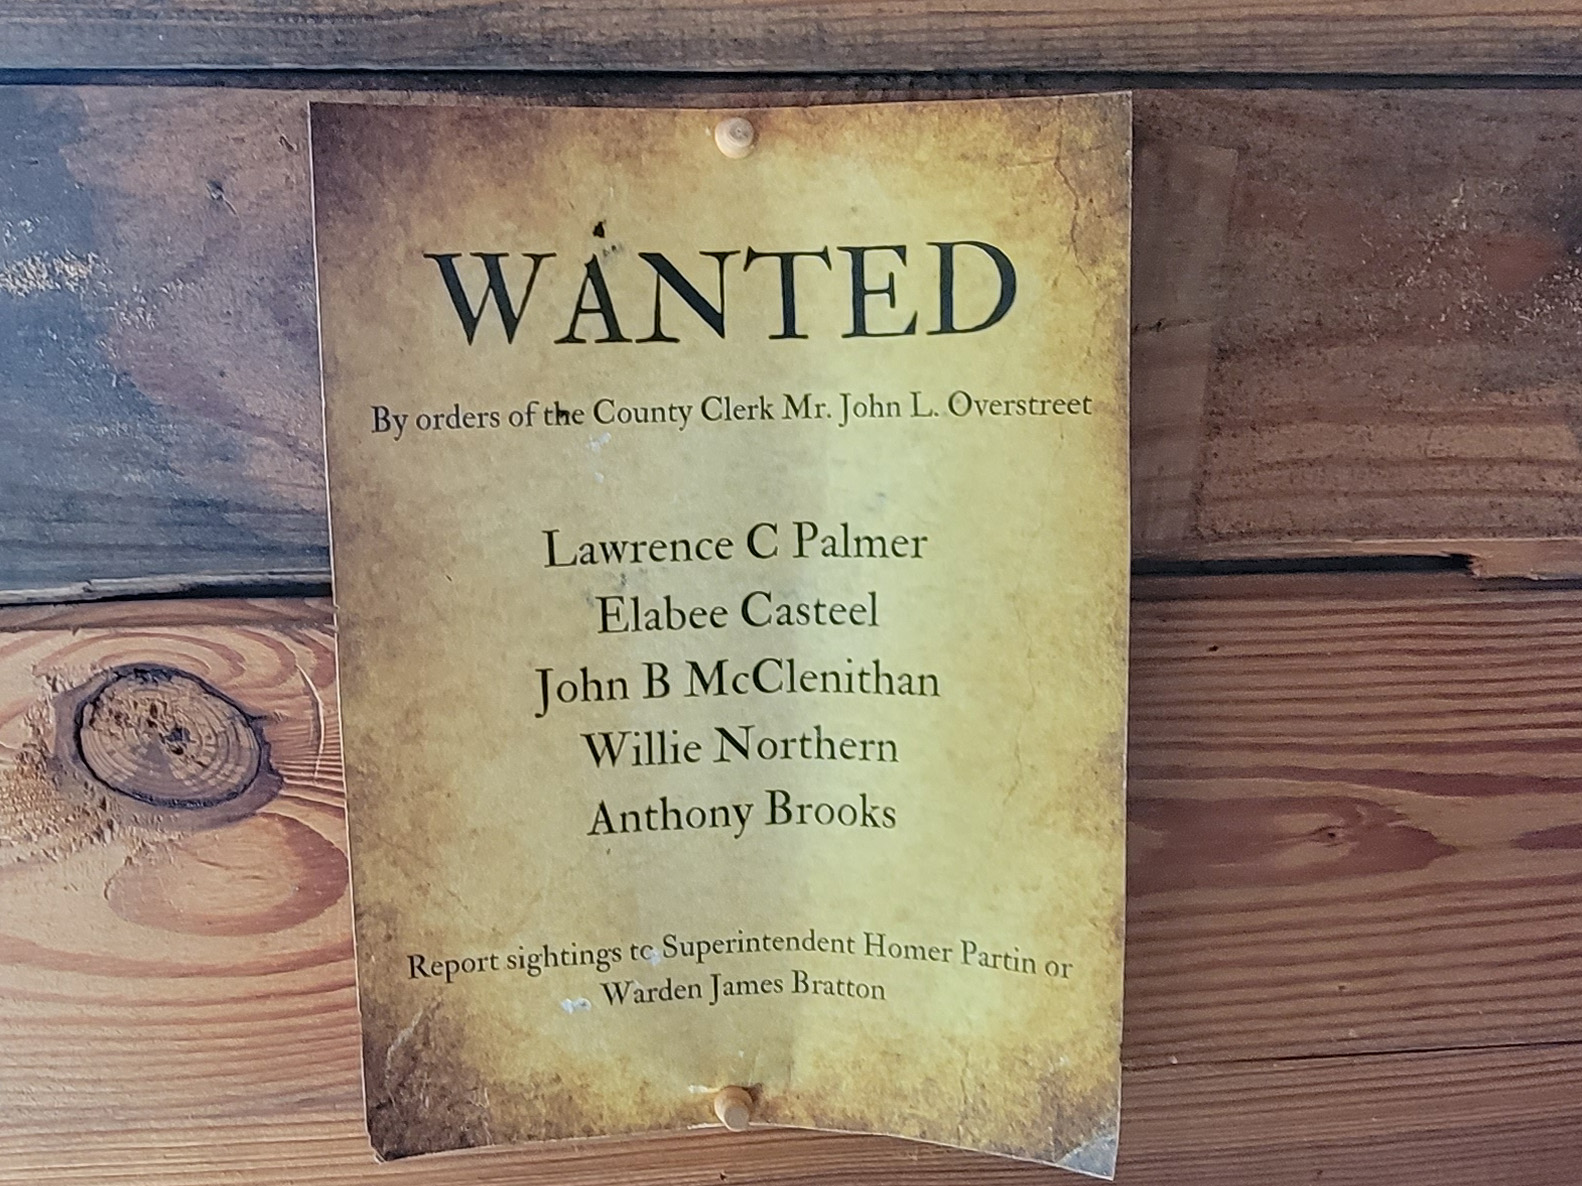 WANTED
By orders of the County Clerk Mr. John L. Overstreet
Lawrence C Palmer
Elabee Casteel
John B McClenithan
Willie Northern
Anthony Brooks
Report sightings to Superintendent Homer Partin or
Warden James Bratton